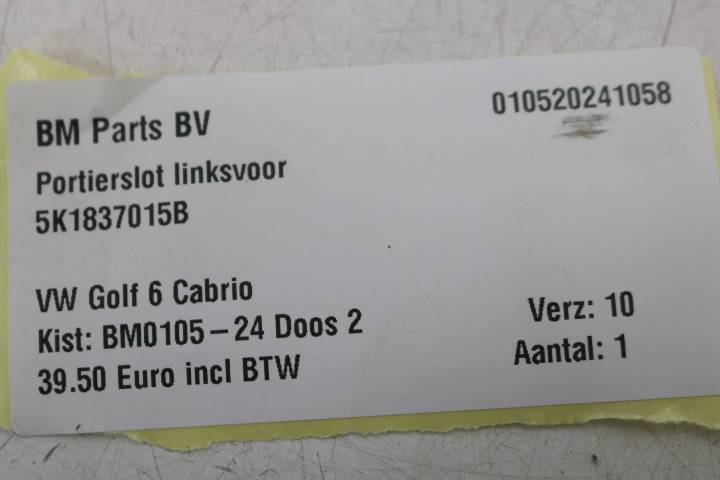 BM Parts BV
010520241058
Portierslot linksvoor
5K1837015B
VW Golf 6 Cabrio
Verz: 10
Kist: BM0105-24 Doos 2
Aantal: 1
39.50 Euro incl BTW